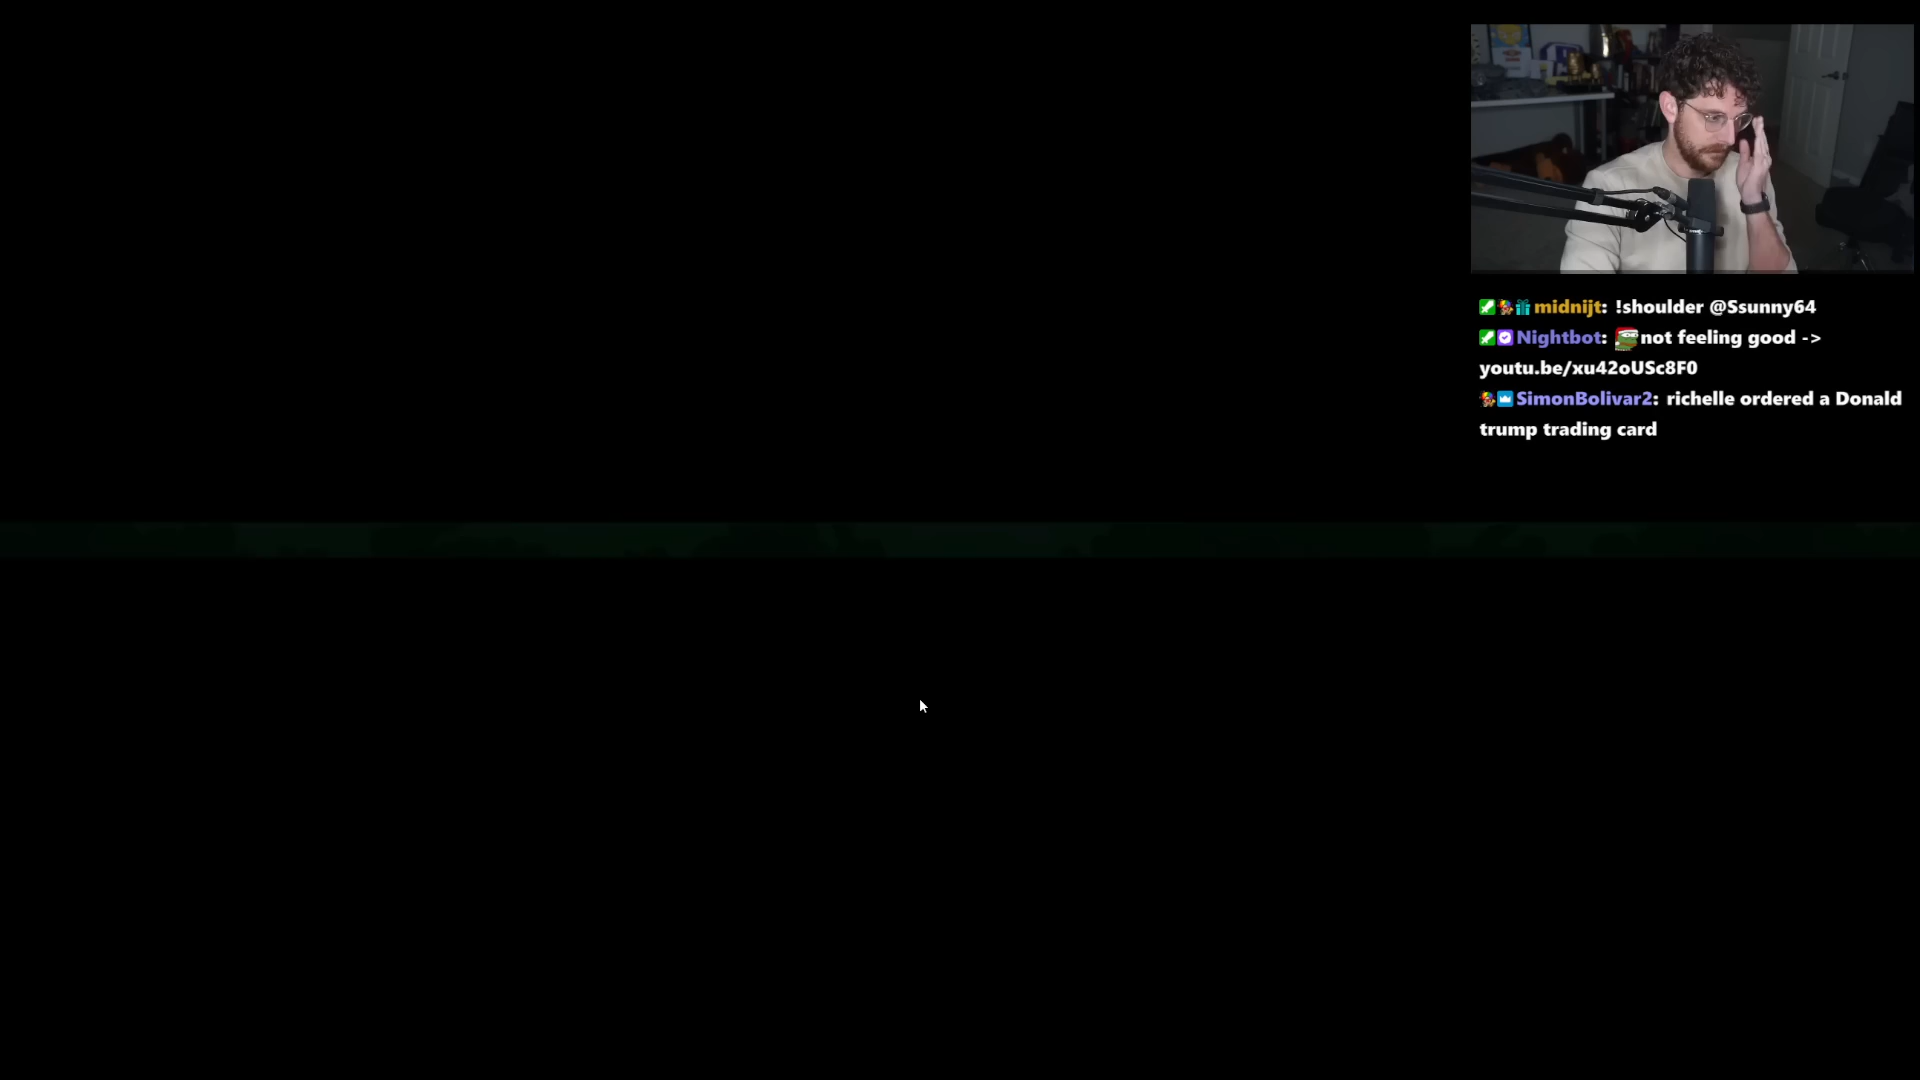 midnijt: !shoulder @Ssunny64
Nightbot: not feeling good ->
youtu.be/xu42oUSc8F0
SimonBolivar2: richelle ordered a Donald
trump trading card